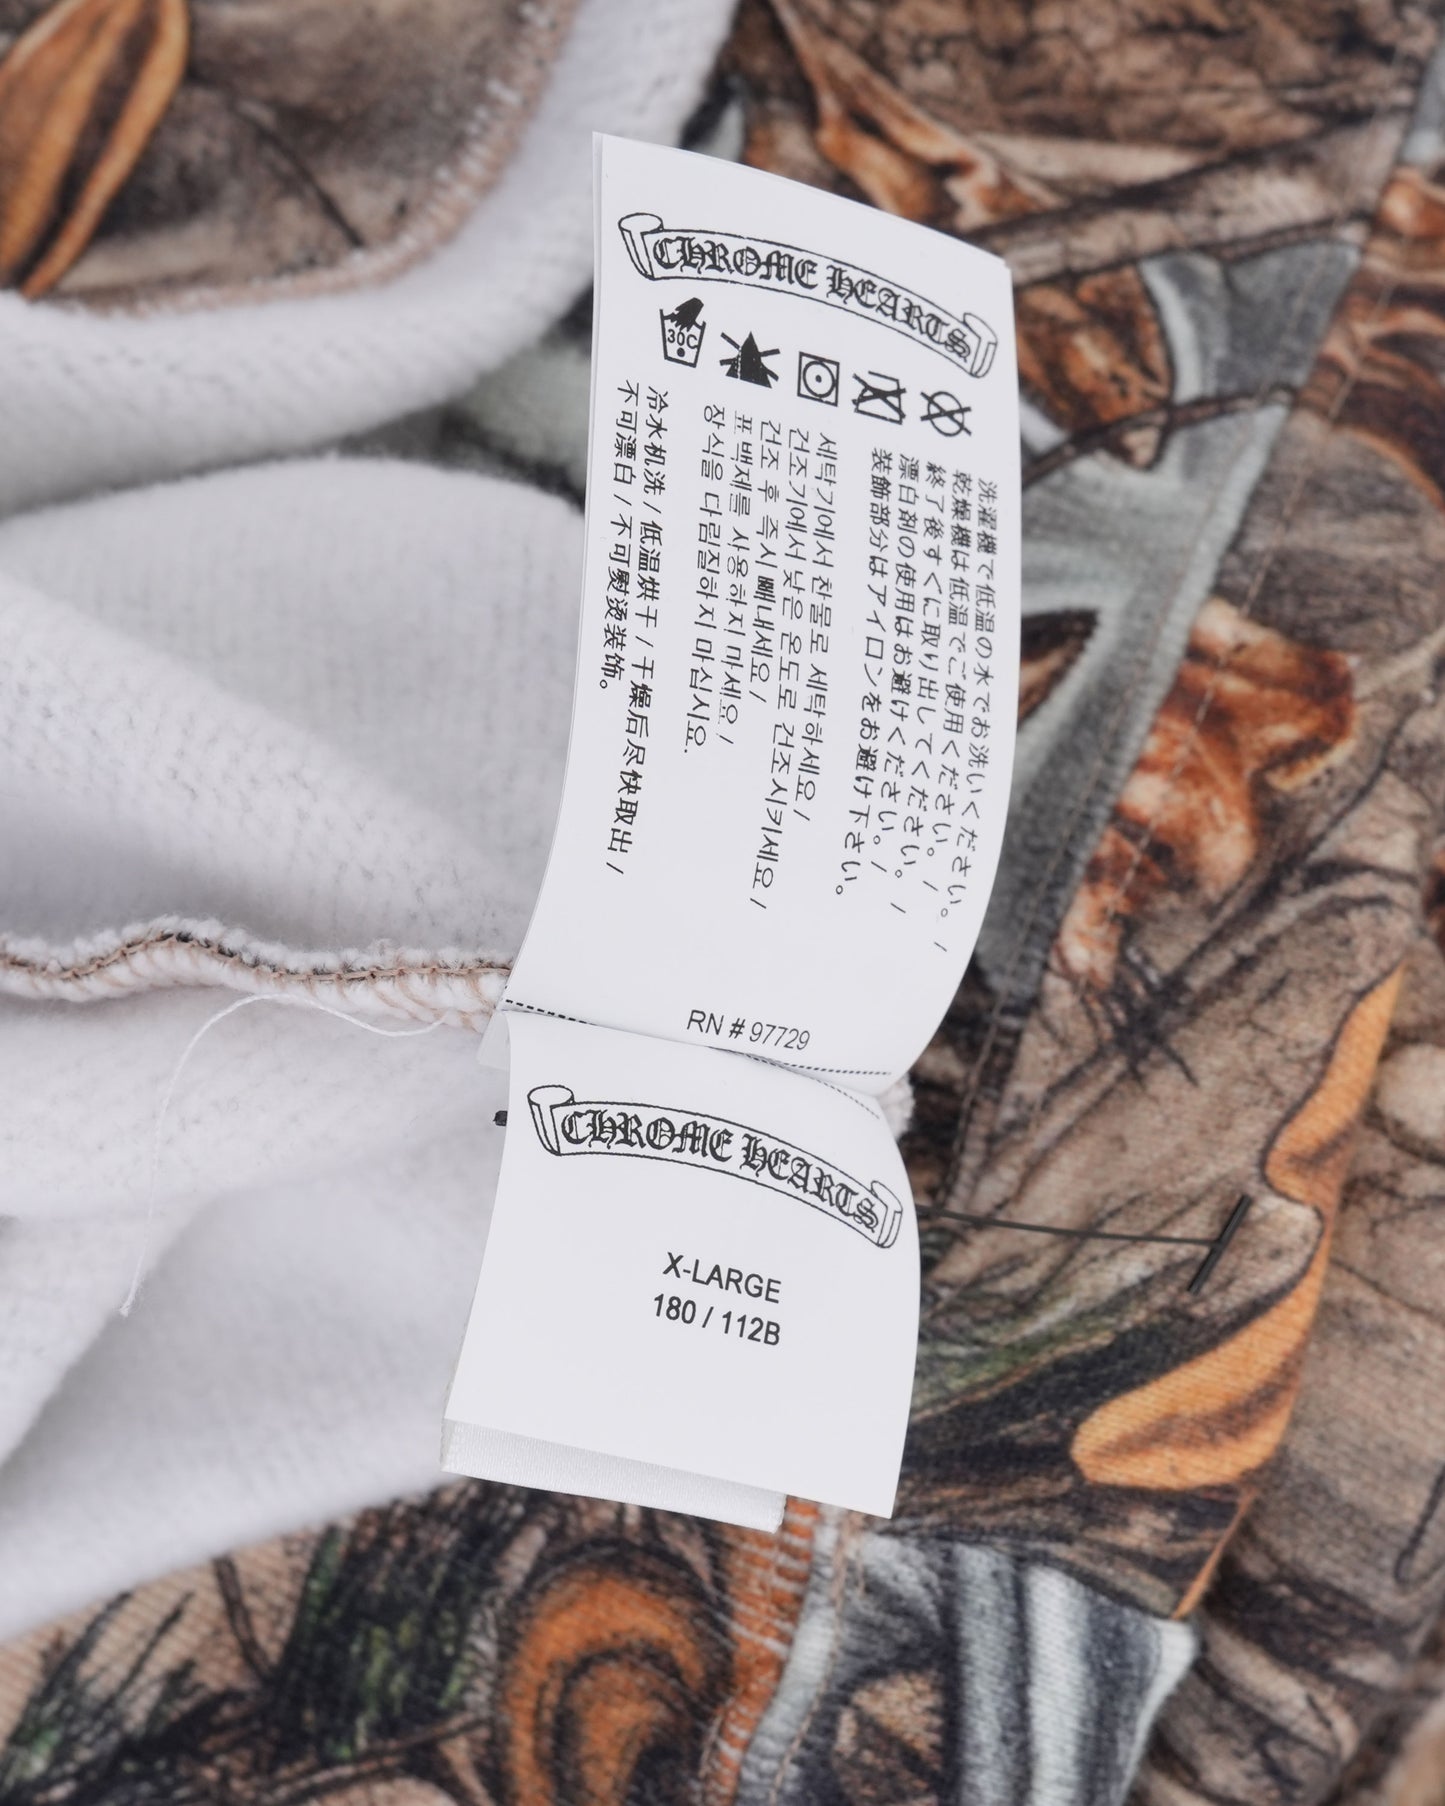 CHROME HEARTS
30C
洗濯機で低温の水でお洗いください。 /
乾燥機は低温でご使用ください。 /
終了後すぐに取り出してください。 /
漂白剤の使用はお避けください。 /
装飾部分はアイロンをお避け下さい。
세탁기에서 찬물로 세탁하세요 /
건조기에서 낮은 온도로 건조시키세요 /
건조 후 즉시 빼내세요 /
표백제를 사용하지 마세요 /
장식을 다림질하지 마십시요.
冷水机洗 / 低温烘干 / 干燥后尽快取出 /
不可漂白 / 不可熨烫装饰。
RN # 97729
CHROME HEARTS
X-LARGE
180 / 112B